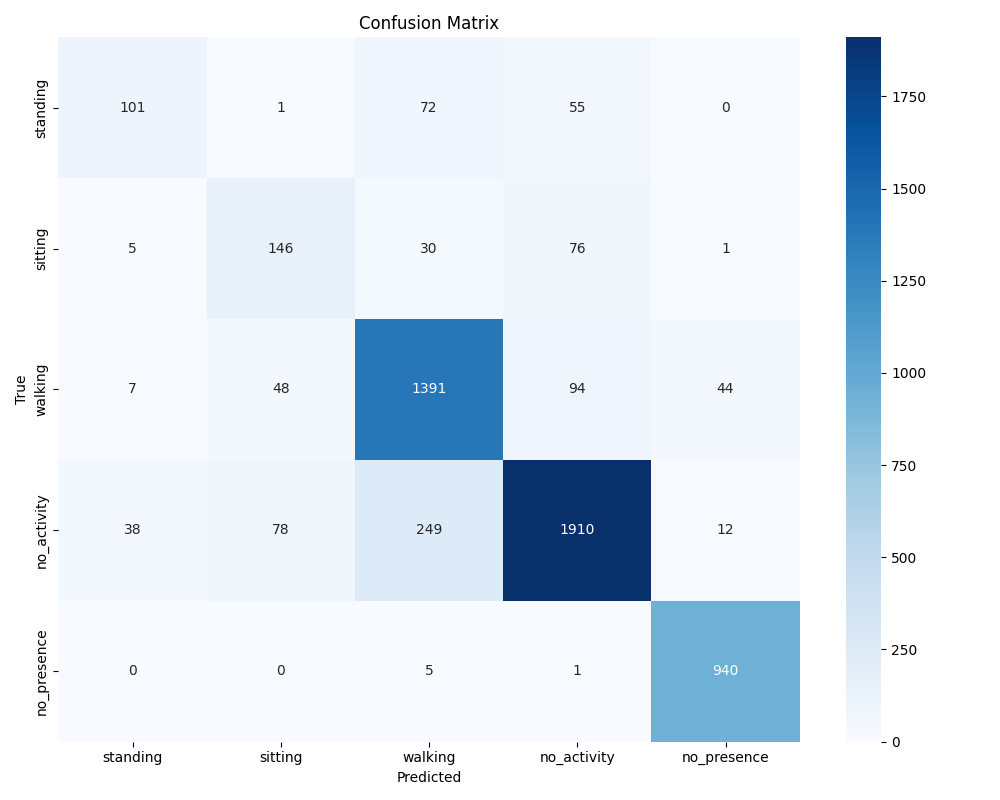 Confusion Matrix
True
standing 101 1 72 55 0
sitting 5 146 30 76 1
walking 7 48 1391 94 44
no_activity 38 78 249 1910 12
no_presence 0 0 5 1 940
standing sitting walking no_activity no_presence
Predicted
1750
1500
1250
1000
750
500
250
0